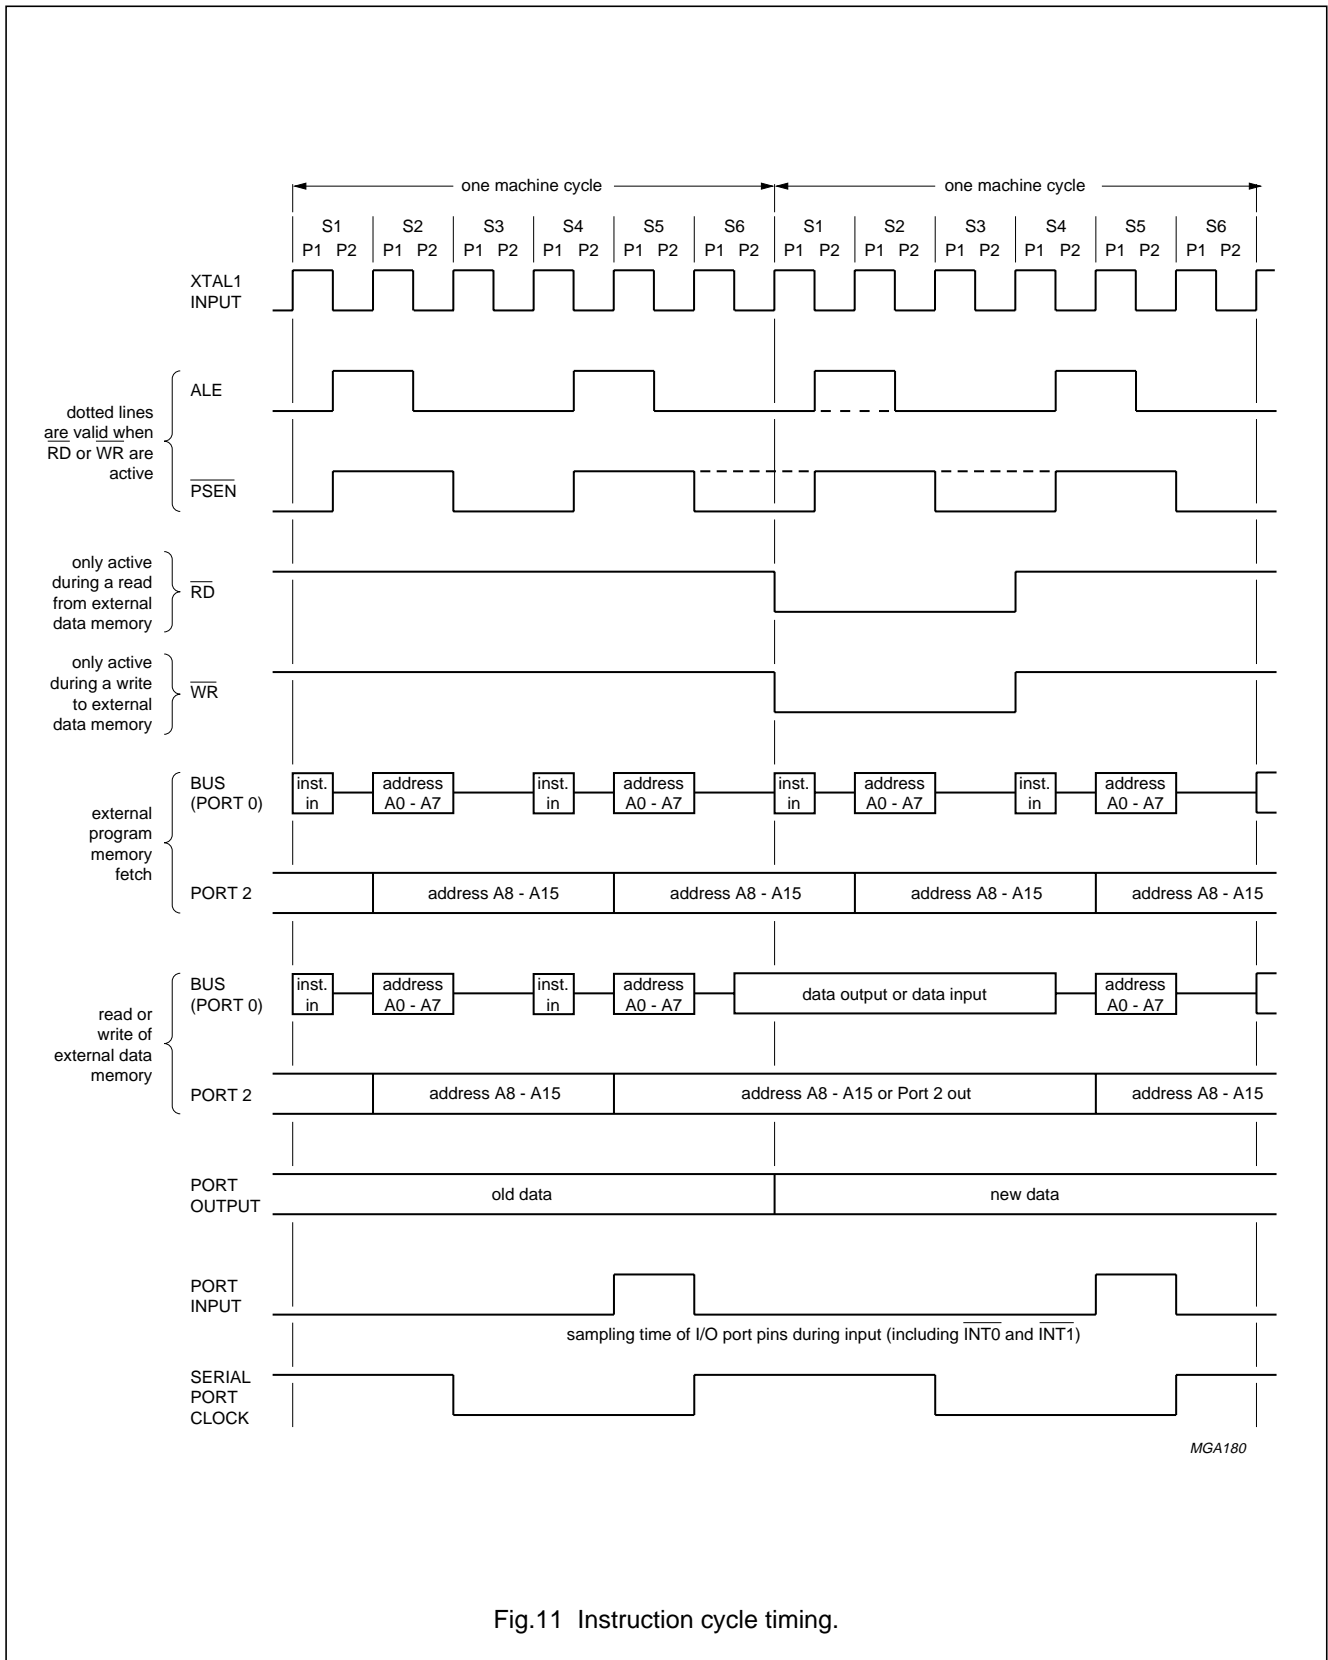 one machine cycle one machine cycle
S1 S2 S3 S4 S5 S6 S1 S2 S3 S4 S5 S6
P1 P2 P1 P2 P1 P2 P1 P2 P1 P2 P1 P2 P1 P2 P1 P2 P1 P2 P1 P2 P1 P2 P1 P2
XTAL1
INPUT
dotted lines
are valid when
RD or WR are
active
ALE
PSEN
only active
during a read
from external
data memory
RD
only active
during a write
to external
data memory
WR
external
program
memory
fetch
BUS
(PORT 0)
inst. address inst. address inst. address inst. address
in A0 - A7 in A0 - A7 in A0 - A7 in A0 - A7
PORT 2 address A8 - A15 address A8 - A15 address A8 - A15 address A8 - A15
read or
write of
external data
memory
BUS
(PORT 0)
inst. address inst. address data output or data input address
in A0 - A7 in A0 - A7 A0 - A7
PORT 2 address A8 - A15 address A8 - A15 or Port 2 out address A8 - A15
PORT
OUTPUT
old data new data
PORT
INPUT
sampling time of I/O port pins during input (including INT0 and INT1)
SERIAL
PORT
CLOCK
MGA180
Fig.11 Instruction cycle timing.